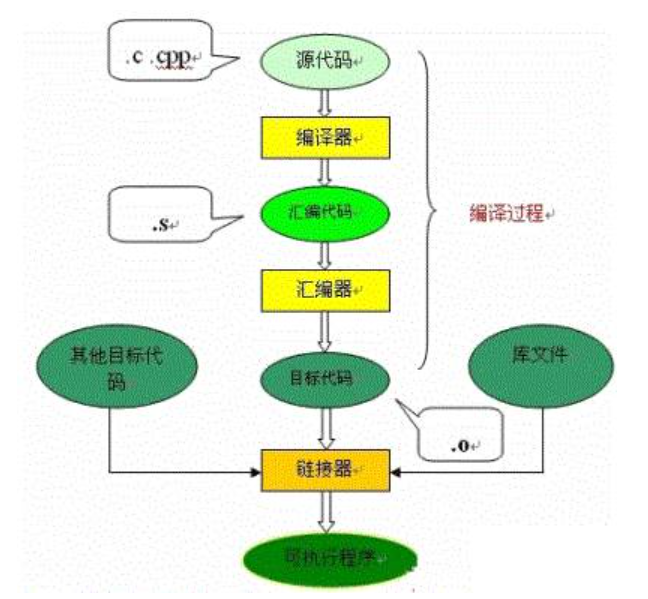 .c .cpp
源代码
编译器
.s
汇编代码
编译过程
汇编器
其他目标代
码
目标代码
库文件
.o
链接器
可执行程序